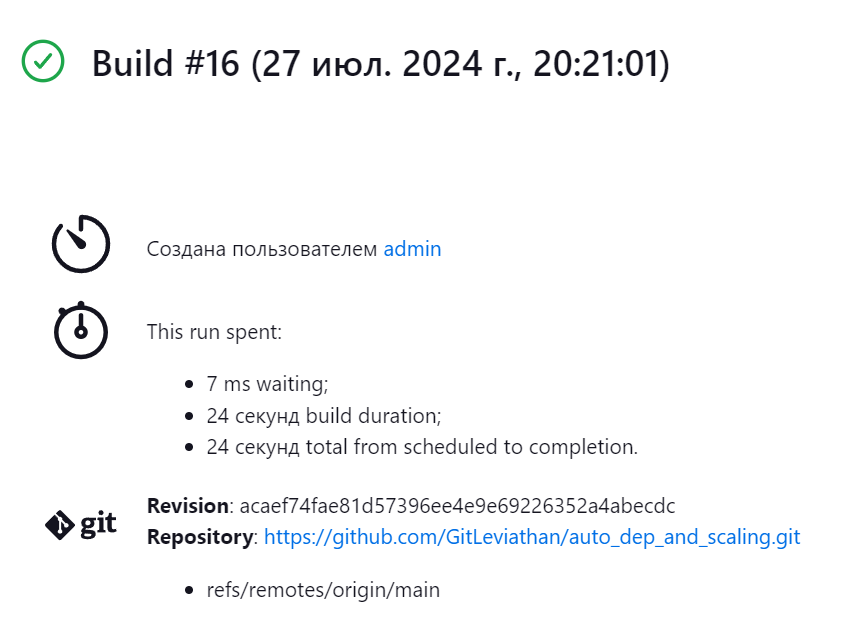 Build #16 (27 июл. 2024 г., 20:21:01)
Создана пользователем admin
This run spent:
7 ms waiting;
24 секунд build duration;
24 секунд total from scheduled to completion.
git
Revision: acaef74fae81d57396ee4e9e69226352a4abecdc
Repository: https://github.com/GitLeviathan/auto_dep_and_scaling.git
refs/remotes/origin/main